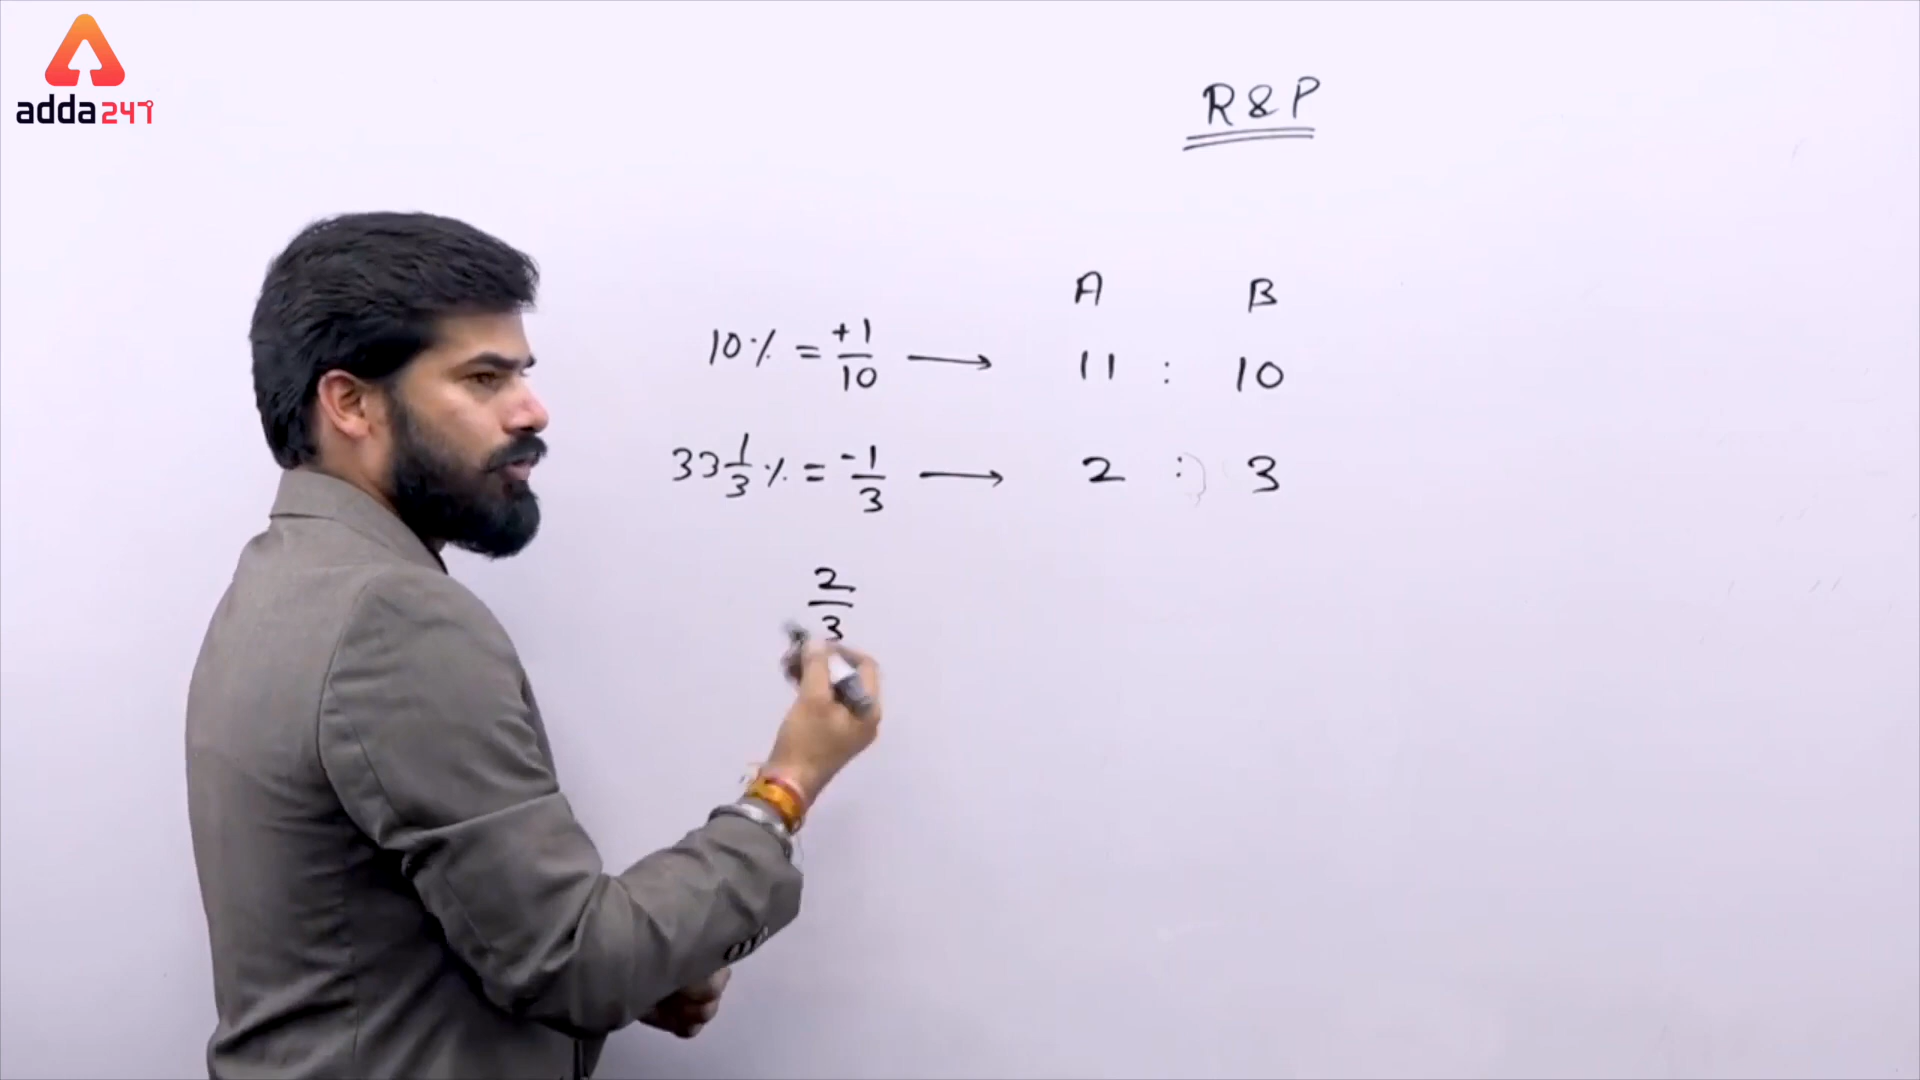 adda247
R & P
A B
10% = +1/10 → 11 : 10
33 1/3 % = -1/3 → 2 : 3
2/3